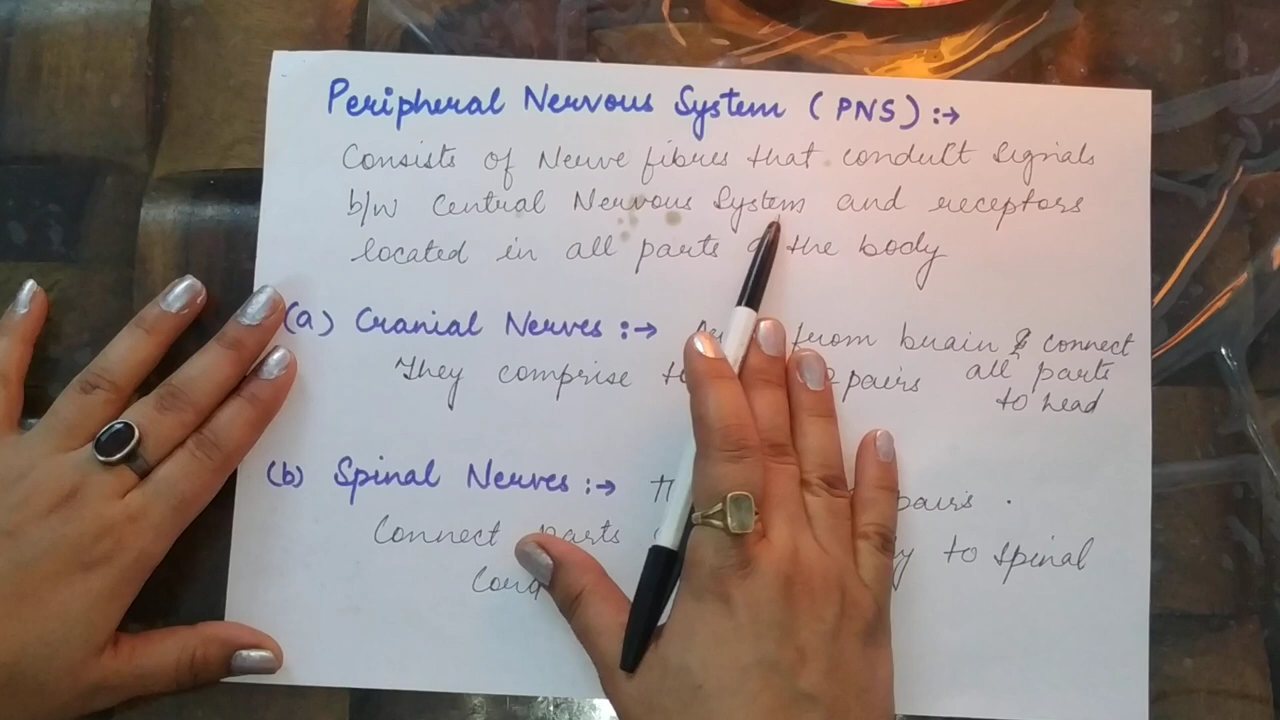 Peripheral Nervous System (PNS) :→
Consists of Nerve fibres that conduct signals
b/w Central Nervous System and receptors
located in all parts the body
(a) Cranial Nerves :→ from brain & connect
They comprise pairs all parts
to head
(b) Spinal Nerves :→ pairs .
Connect parts to spinal